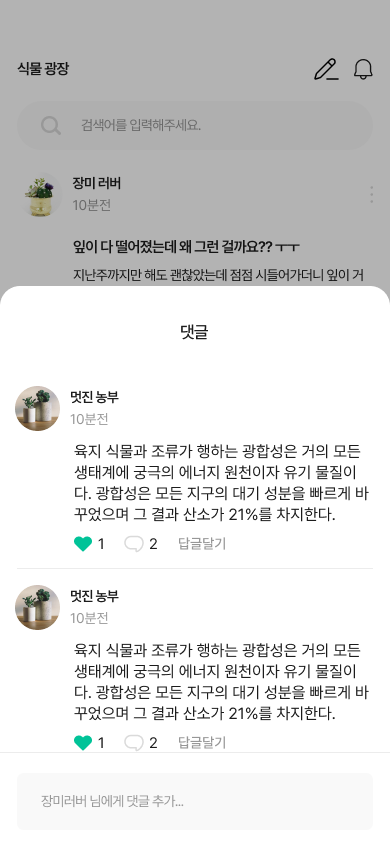 식물 광장
검색어를 입력해주세요.
장미 러버
10분전
잎이 다 떨어졌는데 왜 그런 걸까요?? ㅜㅜ
지난주까지만 해도 괜찮았는데 점점 시들어가더니 잎이 거
댓글
멋진 농부
10분전
육지 식물과 조류가 행하는 광합성은 거의 모든
생태계에 궁극의 에너지 원천이자 유기 물질이
다. 광합성은 모든 지구의 대기 성분을 빠르게 바
꾸었으며 그 결과 산소가 21%를 차지한다.
1 2 답글달기
멋진 농부
10분전
육지 식물과 조류가 행하는 광합성은 거의 모든
생태계에 궁극의 에너지 원천이자 유기 물질이
다. 광합성은 모든 지구의 대기 성분을 빠르게 바
꾸었으며 그 결과 산소가 21%를 차지한다.
1 2 답글달기
장미러버 님에게 댓글 추가...